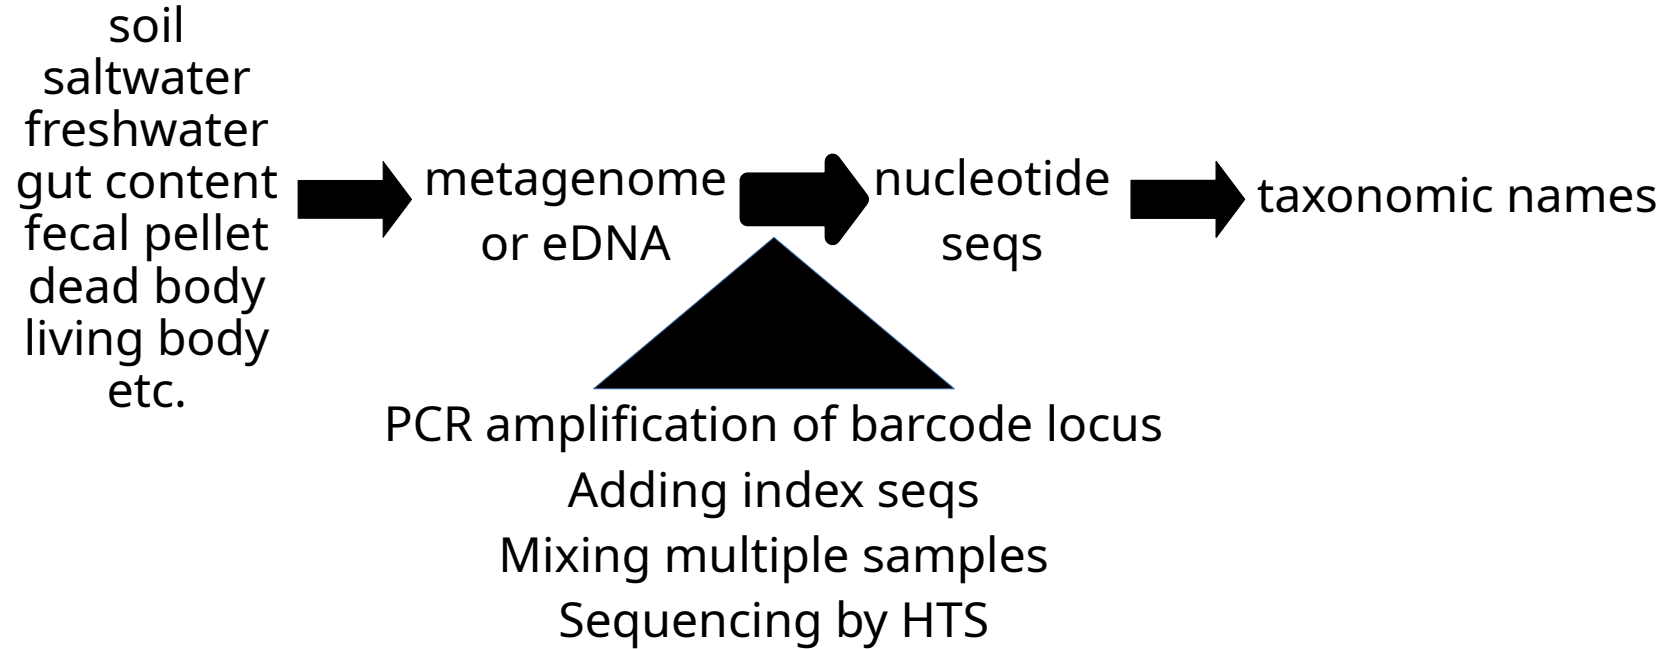 soil
saltwater
freshwater
gut content
fecal pellet
dead body
living body
etc.
metagenome
or eDNA
nucleotide
seqs
taxonomic names
PCR amplification of barcode locus
Adding index seqs
Mixing multiple samples
Sequencing by HTS